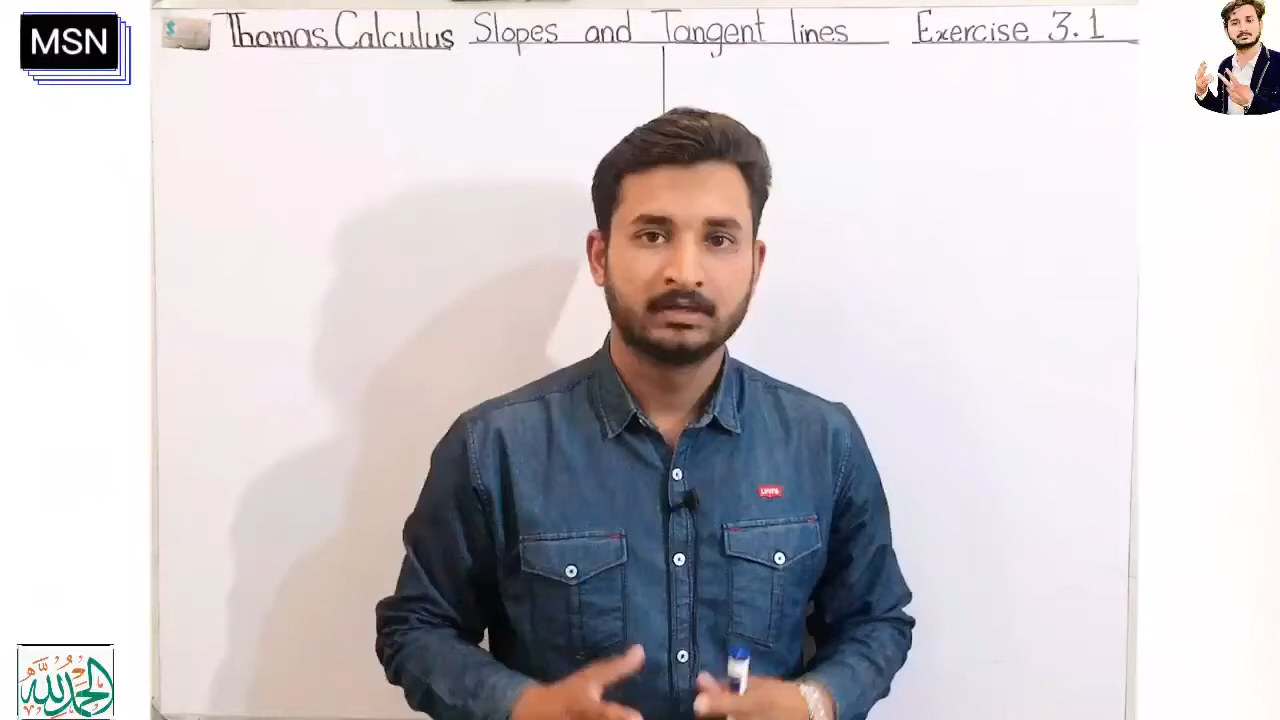 MSN
Thomas Calculus Slopes and Tangent lines Exercise 3.1
Levi's
الحمد لله